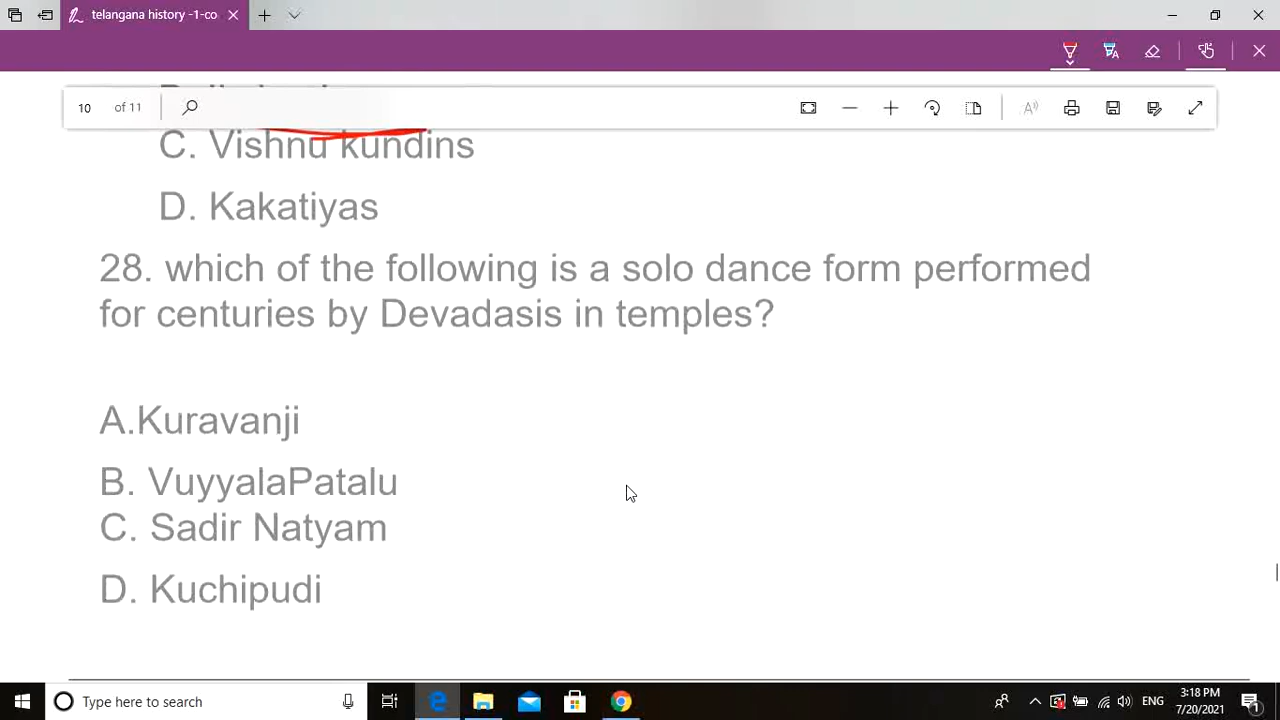 telangana history -1-co
10 of 11
C. Vishnu kundins
D. Kakatiyas
28. which of the following is a solo dance form performed
for centuries by Devadasis in temples?
A.Kuravanji
B. VuyyalaPatalu
C. Sadir Natyam
D. Kuchipudi
Type here to search
ENG
3:18 PM
7/20/2021